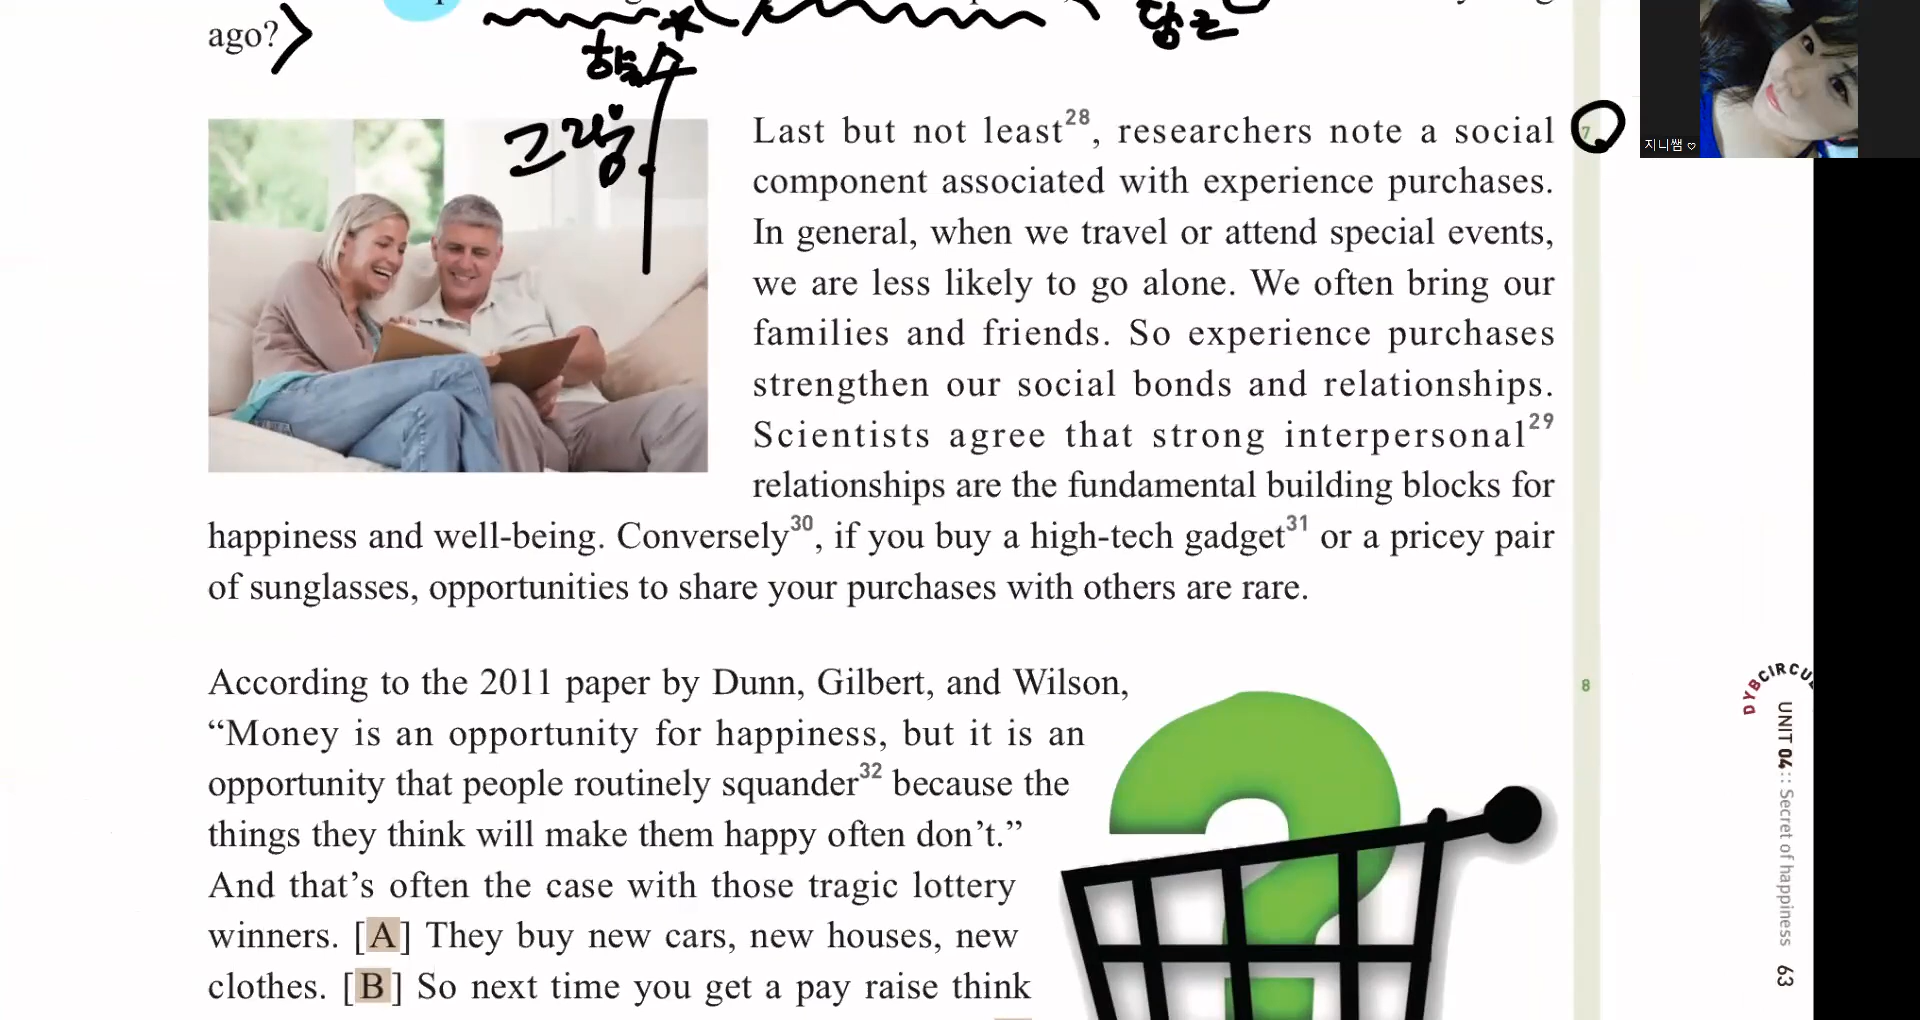 ago?
Last but not least28, researchers note a social
7
component associated with experience purchases.
In general, when we travel or attend special events,
we are less likely to go alone. We often bring our
families and friends. So experience purchases
strengthen our social bonds and relationships.
Scientists agree that strong interpersonal29
relationships are the fundamental building blocks for
happiness and well-being. Conversely30, if you buy a high-tech gadget31 or a pricey pair
of sunglasses, opportunities to share your purchases with others are rare.
According to the 2011 paper by Dunn, Gilbert, and Wilson,
8
“Money is an opportunity for happiness, but it is an
opportunity that people routinely squander32 because the
things they think will make them happy often don’t.”
And that’s often the case with those tragic lottery
winners. [A] They buy new cars, new houses, new
clothes. [B] So next time you get a pay raise think
지니쌤 ♡
DYB
UNIT 04 :: Secret of happiness
63